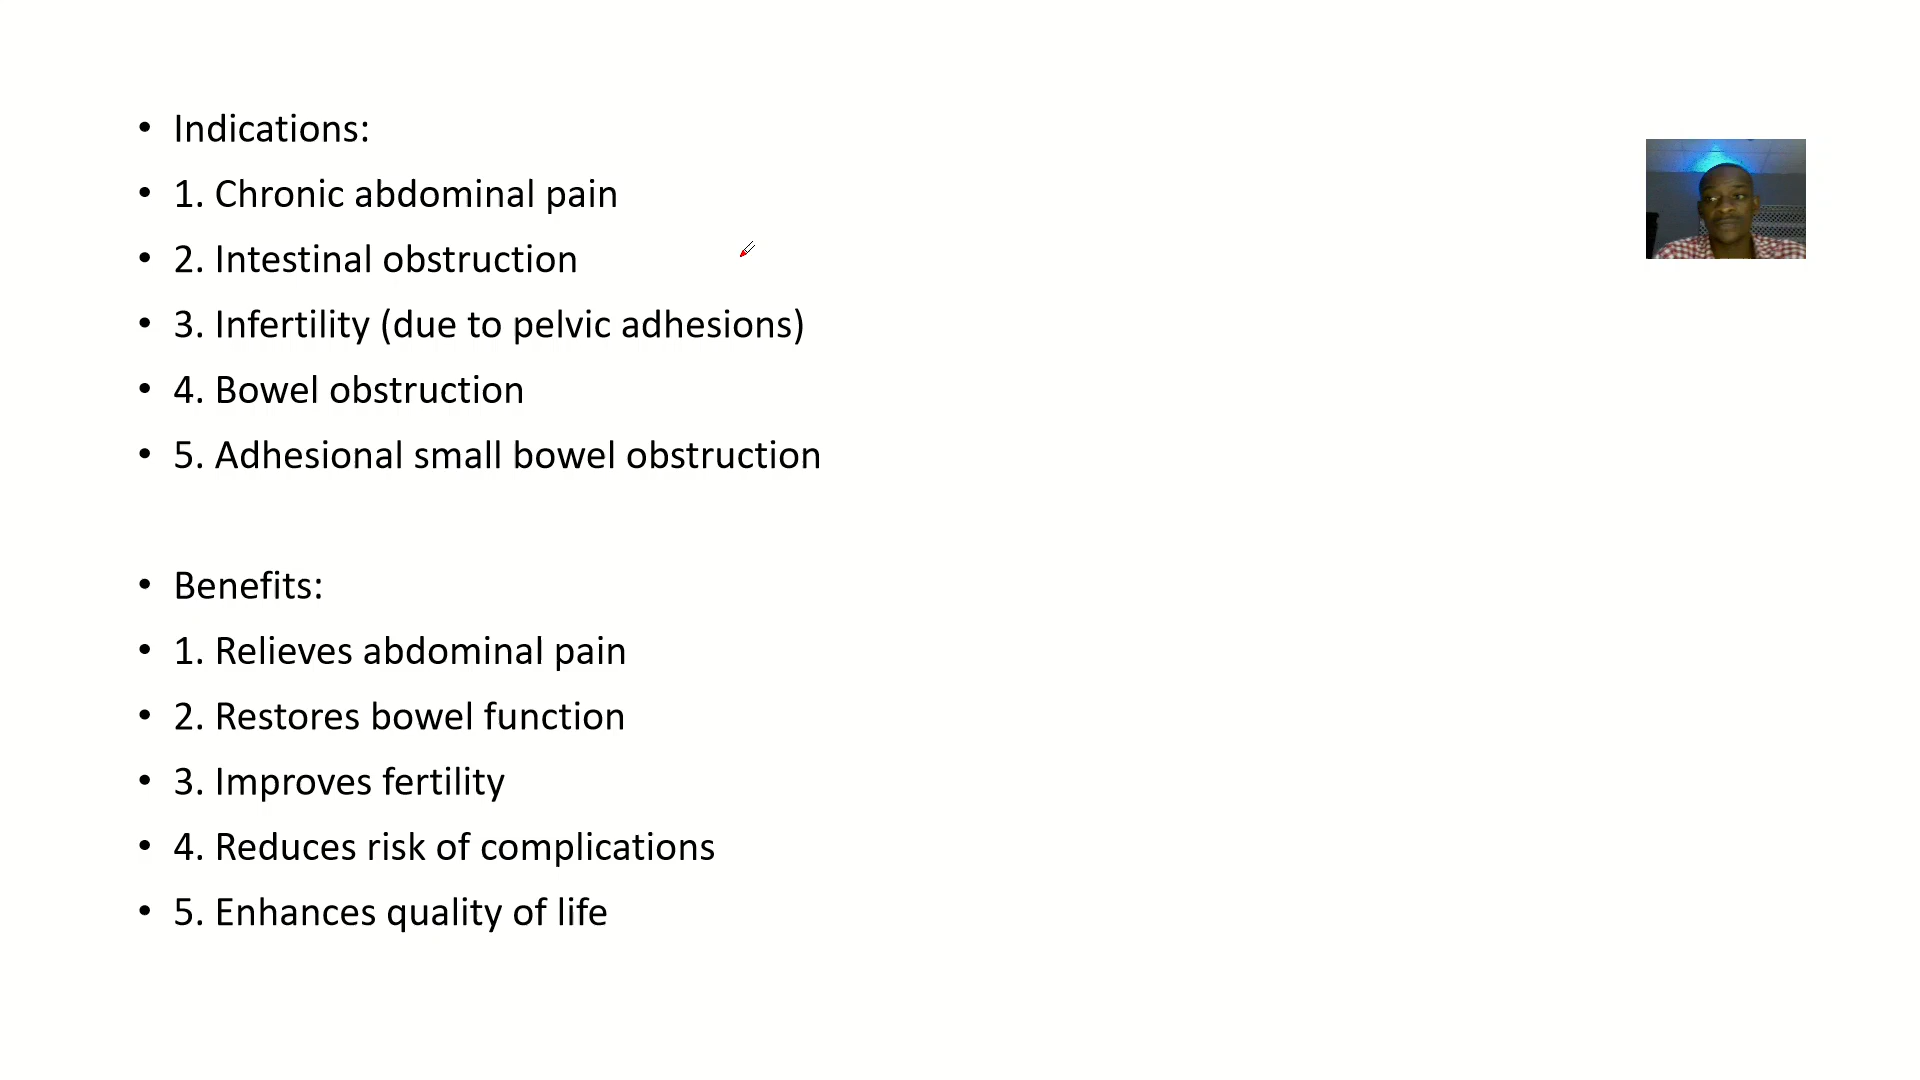 • Indications:
• 1. Chronic abdominal pain
• 2. Intestinal obstruction
• 3. Infertility (due to pelvic adhesions)
• 4. Bowel obstruction
• 5. Adhesional small bowel obstruction
• Benefits:
• 1. Relieves abdominal pain
• 2. Restores bowel function
• 3. Improves fertility
• 4. Reduces risk of complications
• 5. Enhances quality of life